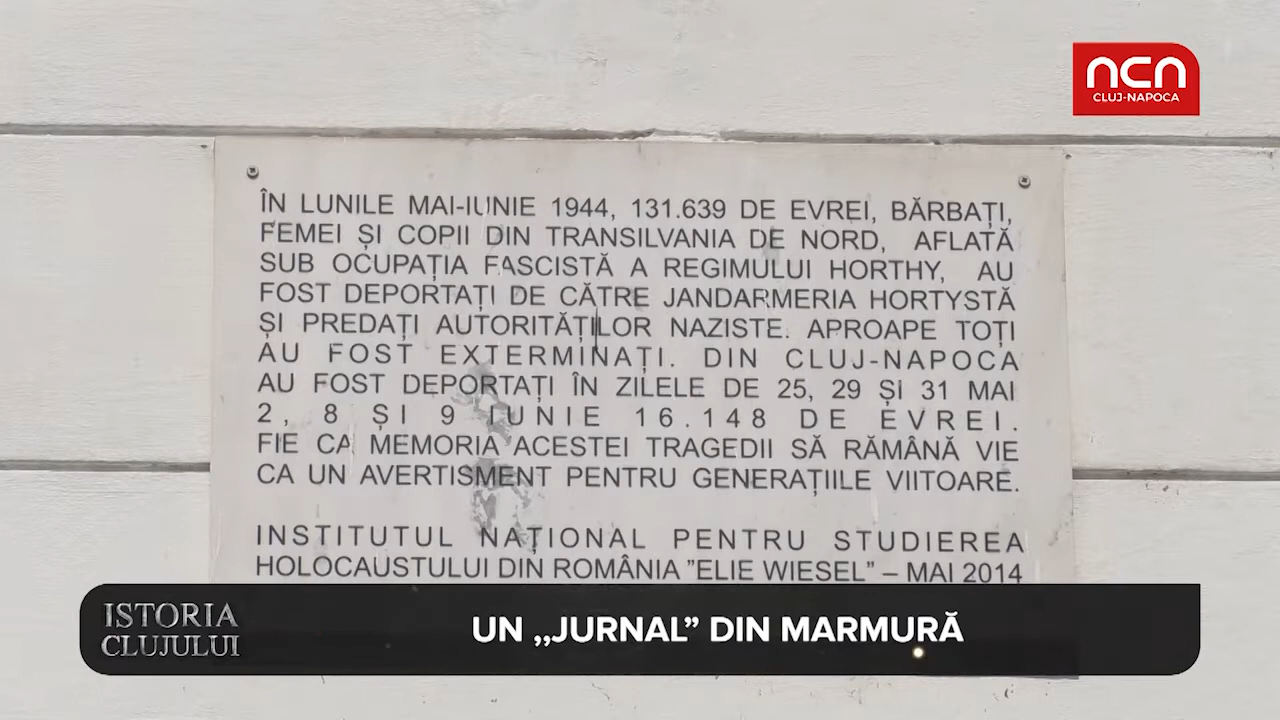 ncn
CLUJ-NAPOCA
ÎN LUNILE MAI-IUNIE 1944, 131.639 DE EVREI, BĂRBAȚI,
FEMEI ȘI COPII DIN TRANSILVANIA DE NORD, AFLATĂ
SUB OCUPAȚIA FASCISTĂ A REGIMULUI HORTHY, AU
FOST DEPORTAȚI DE CĂTRE JANDARMERIA HORTYSTĂ
ȘI PREDAȚI AUTORITĂȚILOR NAZISTE. APROAPE TOȚI
AU FOST EXTERMINAȚI. DIN CLUJ-NAPOCA
AU FOST DEPORTAȚI ÎN ZILELE DE 25, 29 ȘI 31 MAI
2, 8 ȘI 9 IUNIE 16.148 DE EVREI.
FIE CA MEMORIA ACESTEI TRAGEDII SĂ RĂMÂNĂ VIE
CA UN AVERTISMENT PENTRU GENERAȚIILE VIITOARE.
INSTITUTUL NAȚIONAL PENTRU STUDIEREA
HOLOCAUSTULUI DIN ROMÂNIA ”ELIE WIESEL” – MAI 2014
ISTORIA
CLUJULUI
UN ,,JURNAL” DIN MARMURĂ